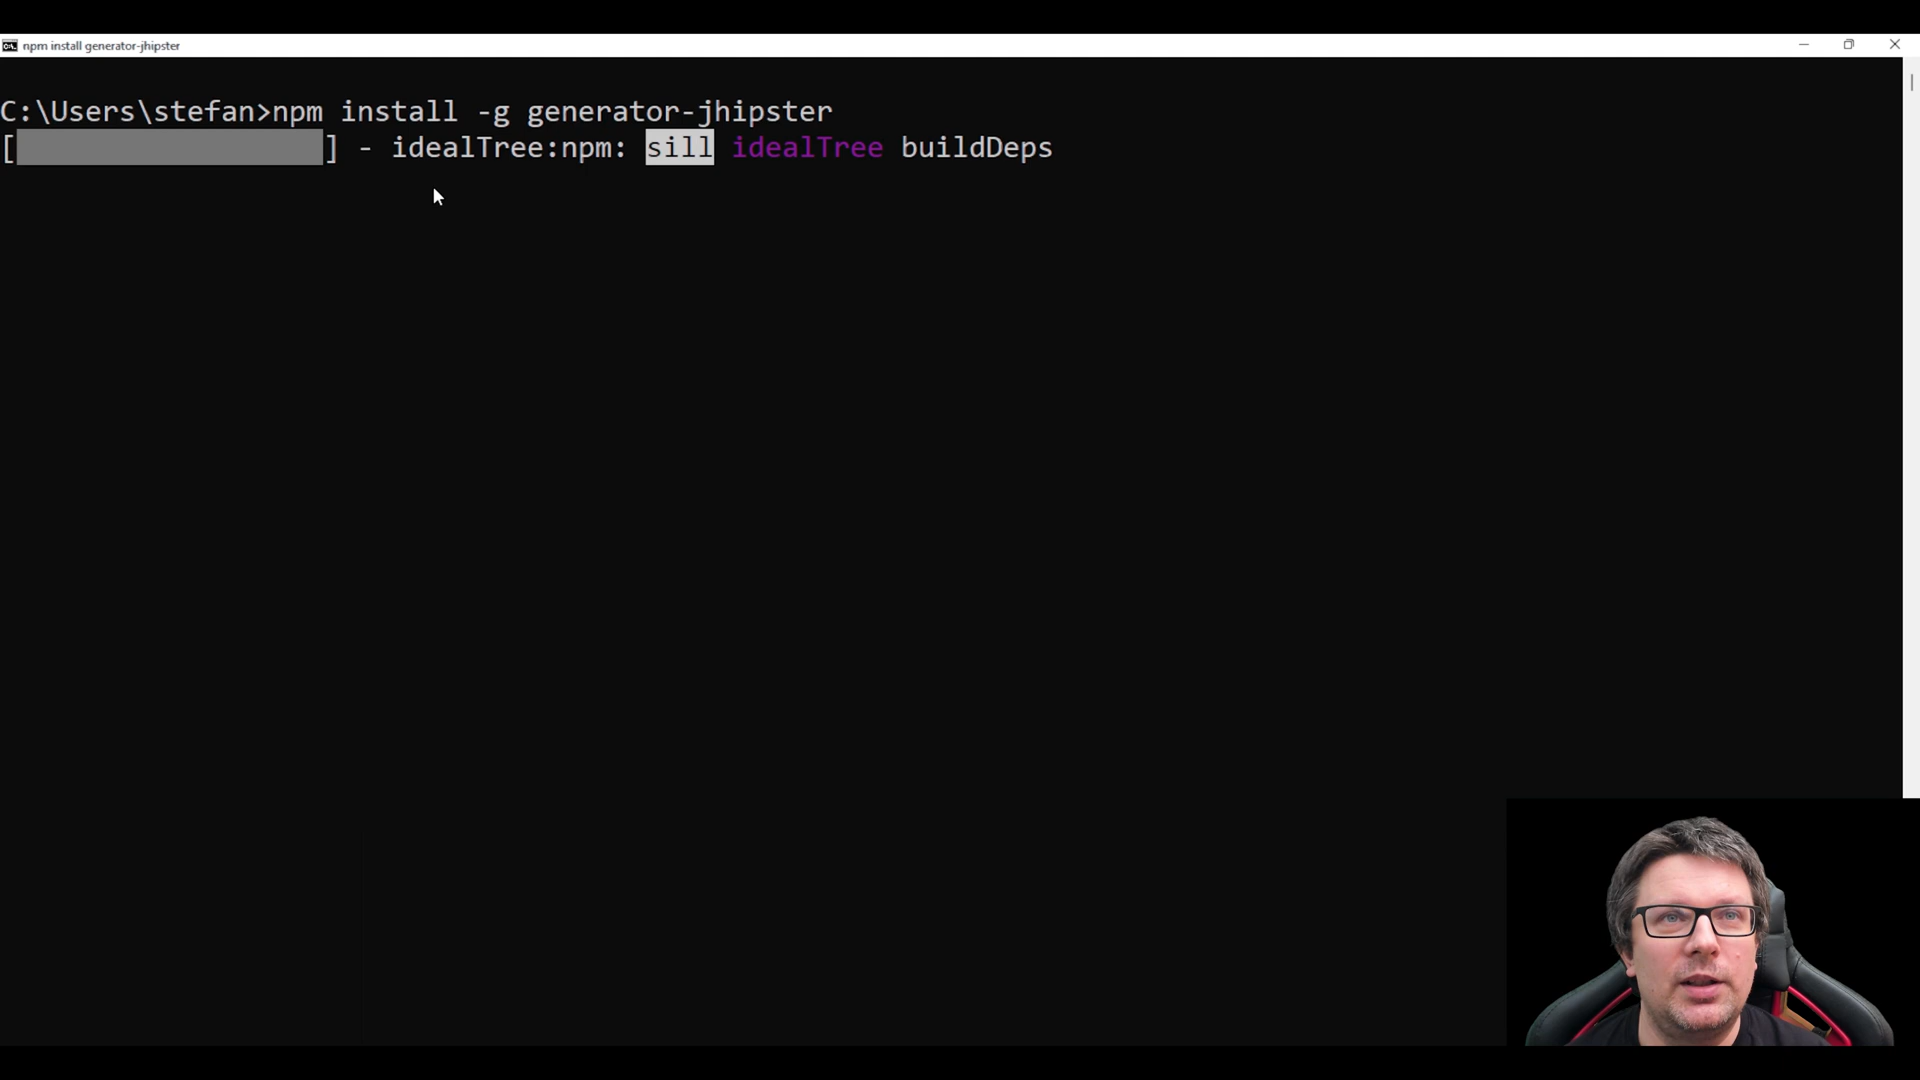 npm install generator-jhipster
C:\Users\stefan>npm install -g generator-jhipster
[                  ] - idealTree:npm: sill idealTree buildDeps